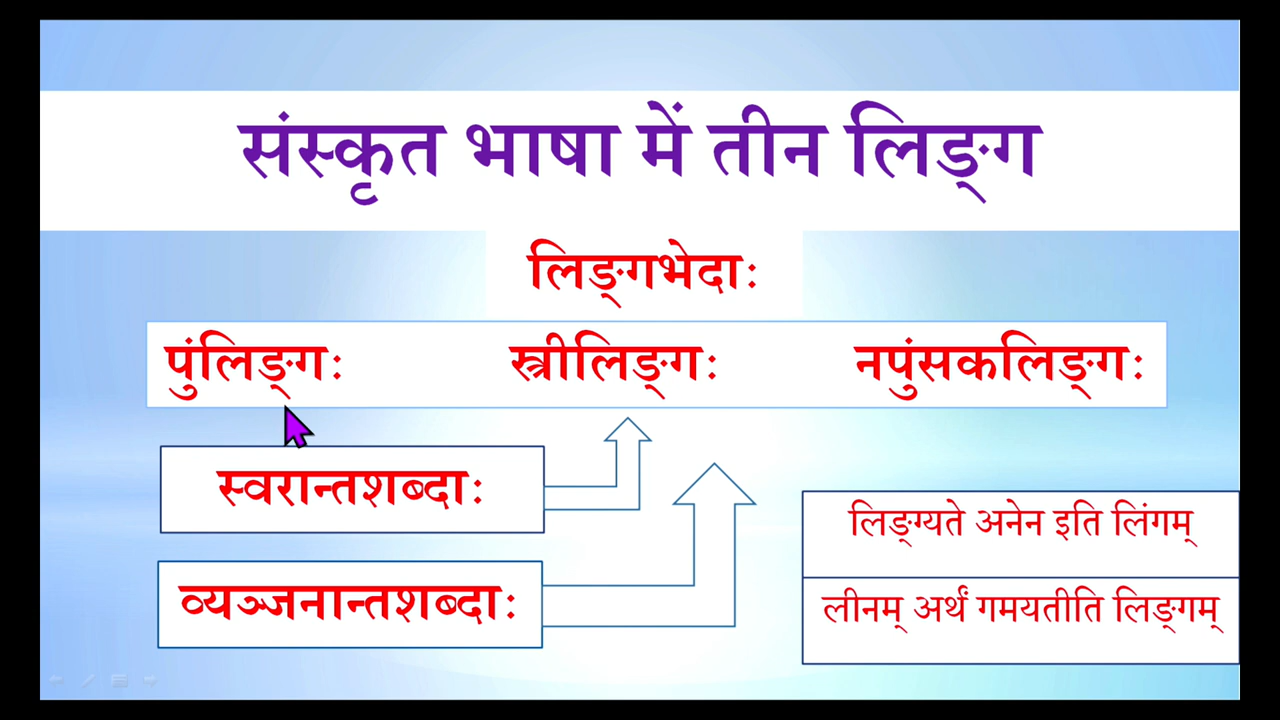 संस्कृत भाषा में तीन लिङ्ग
लिङ्गभेदाः
पुंलिङ्गः स्त्रीलिङ्गः नपुंसकलिङ्गः
स्वरान्तशब्दाः
व्यञ्जनान्तशब्दाः
लिङ्ग्यते अनेन इति लिंगम्
लीनम् अर्थं गमयतीति लिङ्गम्